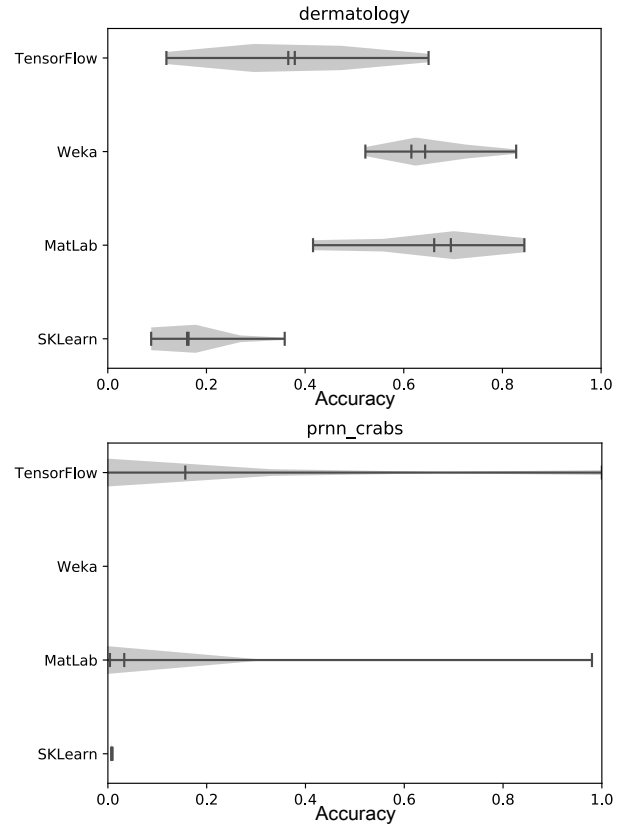 dermatology
TensorFlow
Weka
MatLab
SKLearn
0.0 0.2 0.4 0.6 0.8 1.0
Accuracy
prnn_crabs
TensorFlow
Weka
MatLab
SKLearn
0.0 0.2 0.4 0.6 0.8 1.0
Accuracy